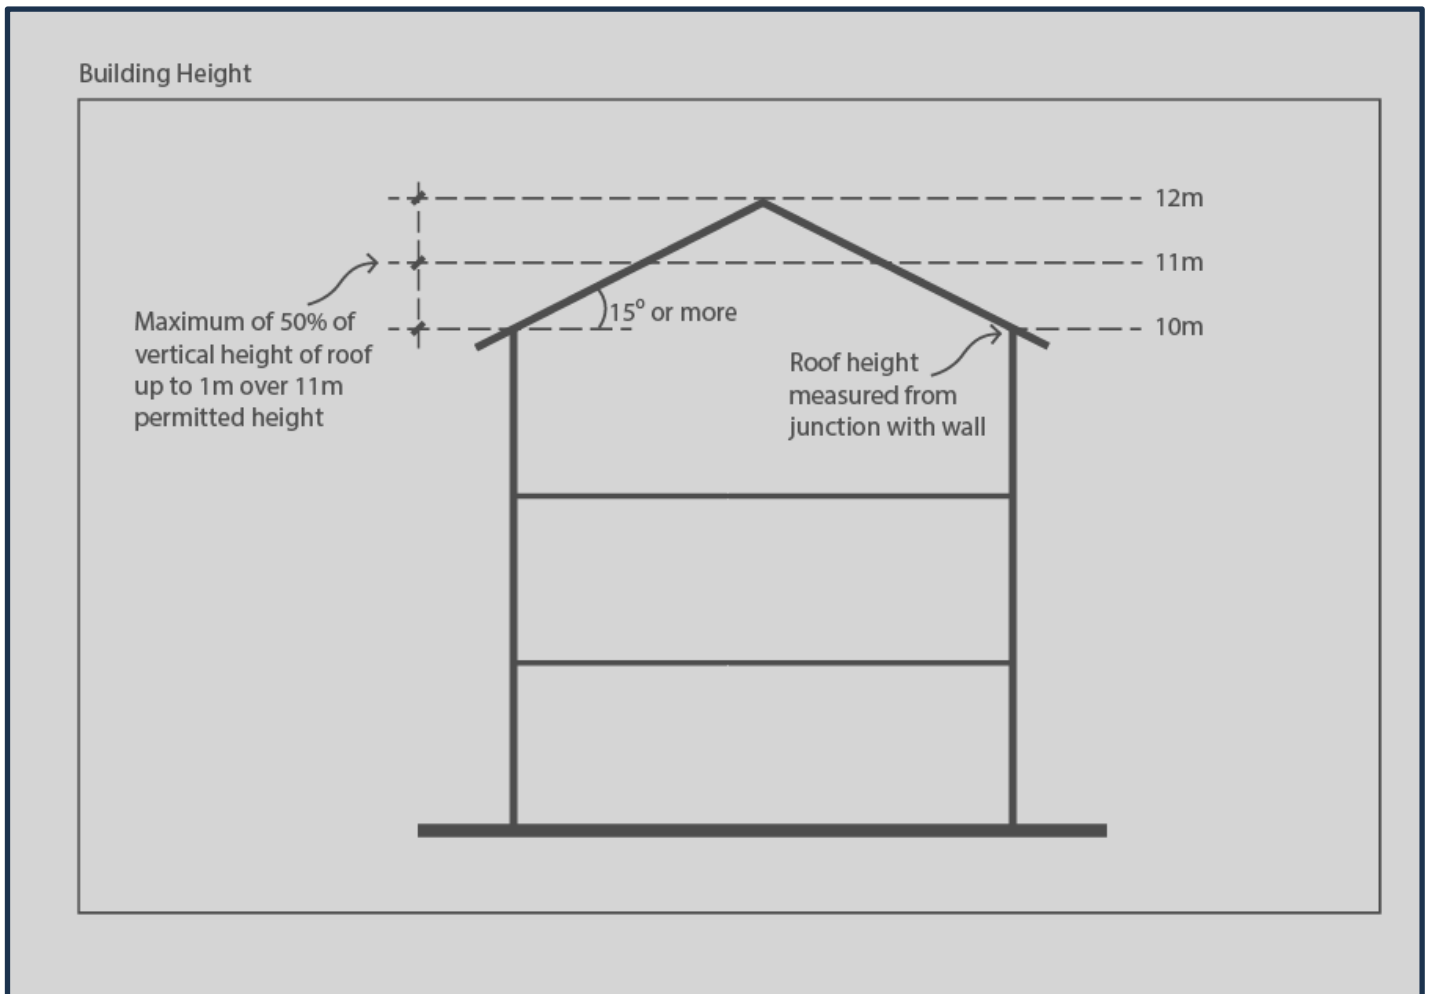 Building Height
12m
11m
10m
15° or more
Maximum of 50% of
vertical height of roof
up to 1m over 11m
permitted height
Roof height
measured from
junction with wall